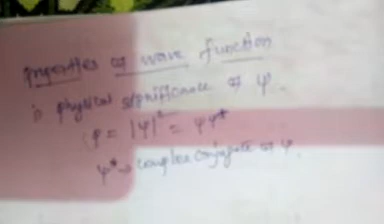 properties of wave function
i) physical significance of ψ.
P = |ψ|² = ψψ*
ψ* → complex conjugate of ψ.